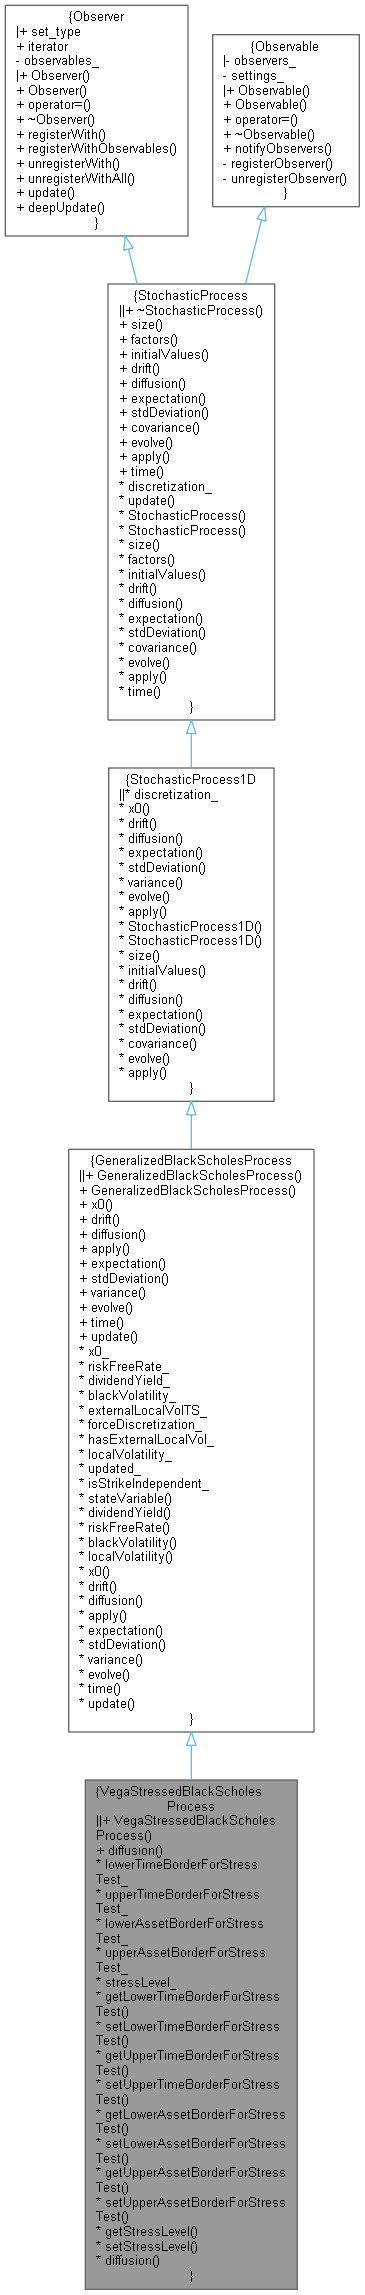 {Observer
|+ set_type
+ iterator
- observables_
|+ Observer()
+ Observer()
+ operator=()
+ ~Observer()
+ registerWith()
+ registerWithObservables()
+ unregisterWith()
+ unregisterWithAll()
+ update()
+ deepUpdate()
}
{Observable
|- observers_
- settings_
|+ Observable()
+ Observable()
+ operator=()
+ ~Observable()
+ notifyObservers()
- registerObserver()
- unregisterObserver()
}
{StochasticProcess
||+ ~StochasticProcess()
+ size()
+ factors()
+ initialValues()
+ drift()
+ diffusion()
+ expectation()
+ stdDeviation()
+ covariance()
+ evolve()
+ apply()
+ time()
* discretization_
* update()
* StochasticProcess()
* StochasticProcess()
* size()
* factors()
* initialValues()
* drift()
* diffusion()
* expectation()
* stdDeviation()
* covariance()
* evolve()
* apply()
* time()
}
{StochasticProcess1D
||* discretization_
* x0()
* drift()
* diffusion()
* expectation()
* stdDeviation()
* variance()
* evolve()
* apply()
* StochasticProcess1D()
* StochasticProcess1D()
* size()
* initialValues()
* drift()
* diffusion()
* expectation()
* stdDeviation()
* covariance()
* evolve()
* apply()
}
{GeneralizedBlackScholesProcess
||+ GeneralizedBlackScholesProcess()
+ GeneralizedBlackScholesProcess()
+ x0()
+ drift()
+ diffusion()
+ apply()
+ expectation()
+ stdDeviation()
+ variance()
+ evolve()
+ time()
+ update()
* x0_
* riskFreeRate_
* dividendYield_
* blackVolatility_
* externalLocalVolTS_
* forceDiscretization_
* hasExternalLocalVol_
* localVolatility_
* updated_
* isStrikeIndependent_
* stateVariable()
* dividendYield()
* riskFreeRate()
* blackVolatility()
* localVolatility()
* x0()
* drift()
* diffusion()
* apply()
* expectation()
* stdDeviation()
* variance()
* evolve()
* time()
* update()
}
{VegaStressedBlackScholes
Process
||+ VegaStressedBlackScholes
Process()
+ diffusion()
* lowerTimeBorderForStress
Test_
* upperTimeBorderForStress
Test_
* lowerAssetBorderForStress
Test_
* upperAssetBorderForStress
Test_
* stressLevel_
* getLowerTimeBorderForStress
Test()
* setLowerTimeBorderForStress
Test()
* getUpperTimeBorderForStress
Test()
* setUpperTimeBorderForStress
Test()
* getLowerAssetBorderForStress
Test()
* setLowerAssetBorderForStress
Test()
* getUpperAssetBorderForStress
Test()
* setUpperAssetBorderForStress
Test()
* getStressLevel()
* setStressLevel()
* diffusion()
}